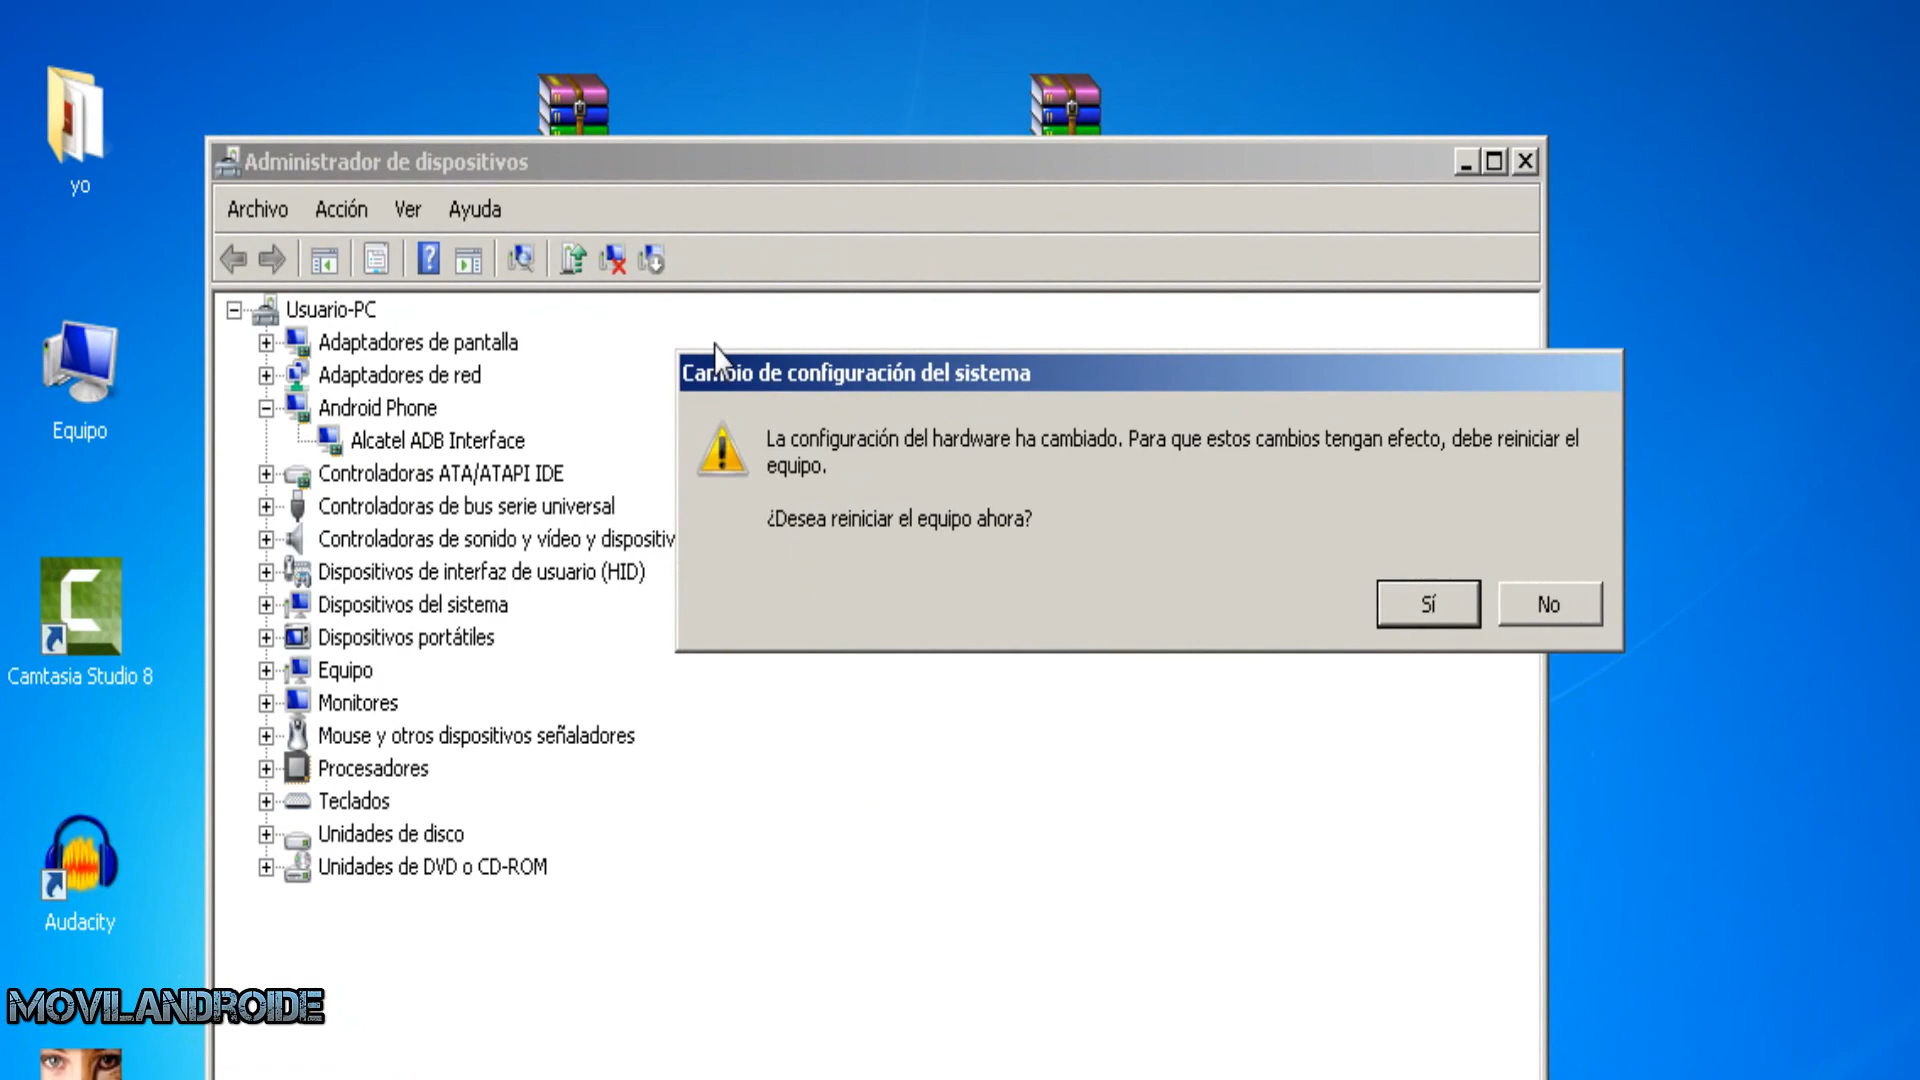 yo
Equipo
Camtasia Studio 8
Audacity
Administrador de dispositivos
Archivo Acción Ver Ayuda
Usuario-PC
Adaptadores de pantalla
Adaptadores de red
Android Phone
Alcatel ADB Interface
Controladoras ATA/ATAPI IDE
Controladoras de bus serie universal
Controladoras de sonido y vídeo y dispositiv
Dispositivos de interfaz de usuario (HID)
Dispositivos del sistema
Dispositivos portátiles
Equipo
Monitores
Mouse y otros dispositivos señaladores
Procesadores
Teclados
Unidades de disco
Unidades de DVD o CD-ROM
Cambio de configuración del sistema
La configuración del hardware ha cambiado. Para que estos cambios tengan efecto, debe reiniciar el
equipo.
¿Desea reiniciar el equipo ahora?
Sí No
MOVILANDROIDE